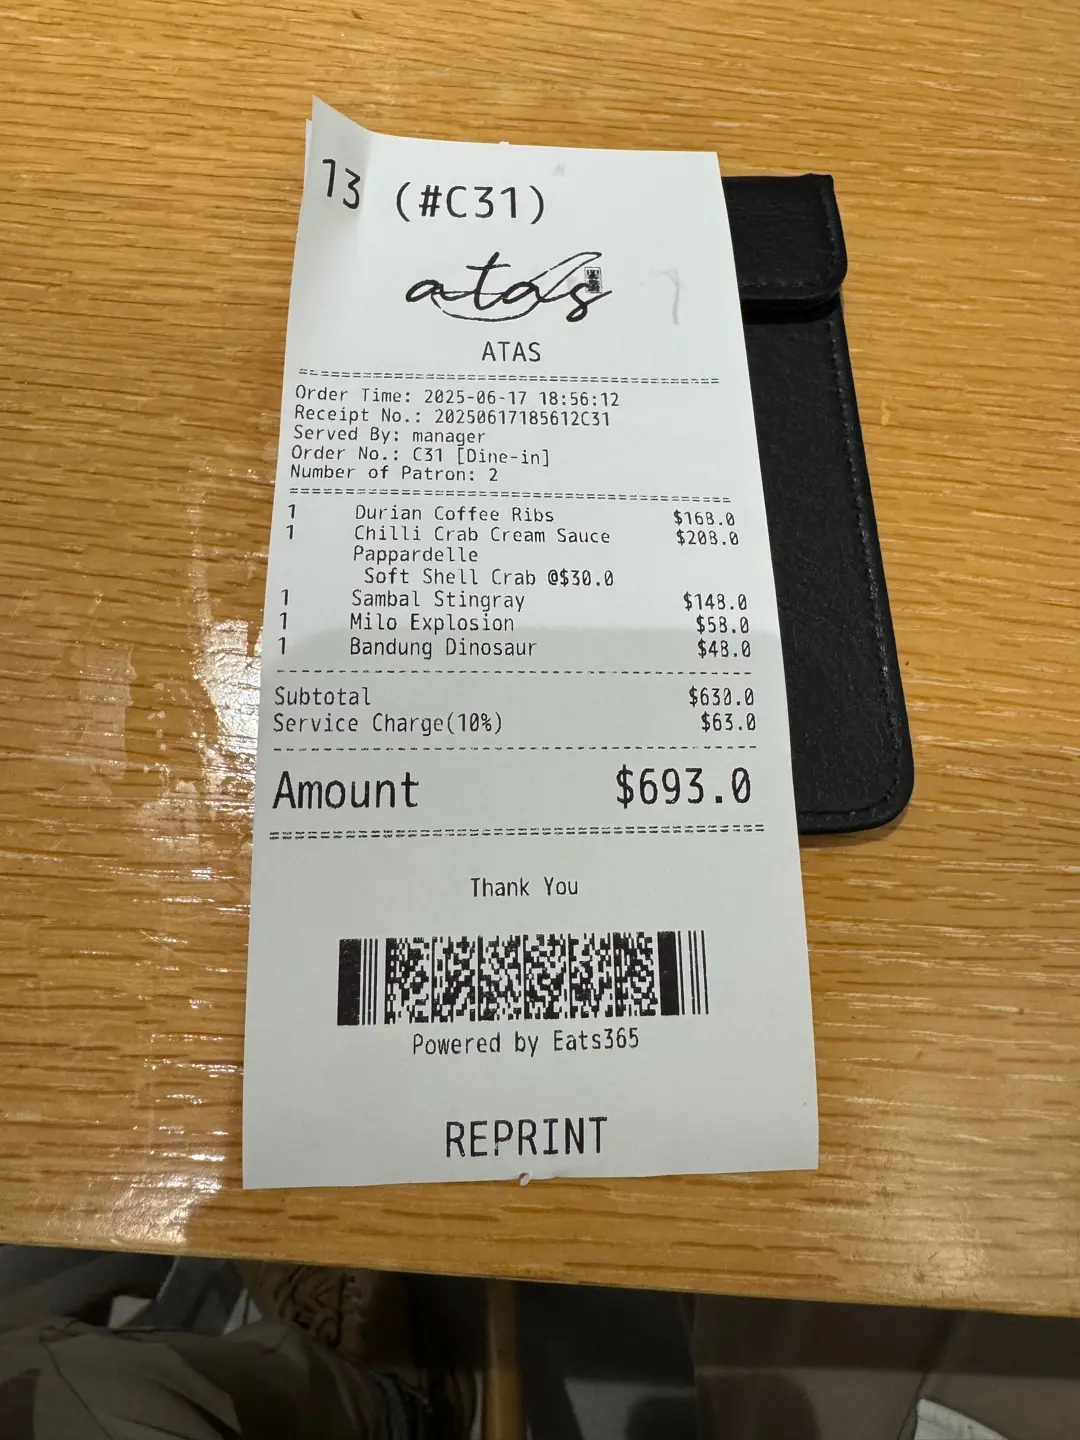 13 (#C31)
atas
ATAS
Order Time: 2025-06-17 18:56:12
Receipt No.: 20250617185612C31
Served By: manager
Order No.: C31 [Dine-in]
Number of Patron: 2
1 Durian Coffee Ribs $168.0
1 Chilli Crab Cream Sauce $208.0
Pappardelle
Soft Shell Crab @$30.0
1 Sambal Stingray $148.0
1 Milo Explosion $58.0
1 Bandung Dinosaur $48.0
Subtotal $630.0
Service Charge(10%) $63.0
Amount $693.0
Thank You
Powered by Eats365
REPRINT